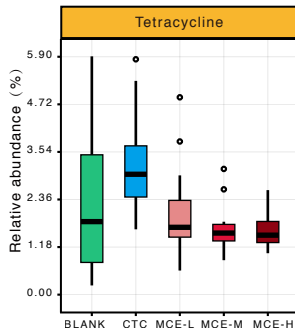 Tetracycline
Relative abundance (%)
5.90
4.72
3.54
2.36
1.18
0.00
BLANK CTC MCE-L MCE-M MCE-H